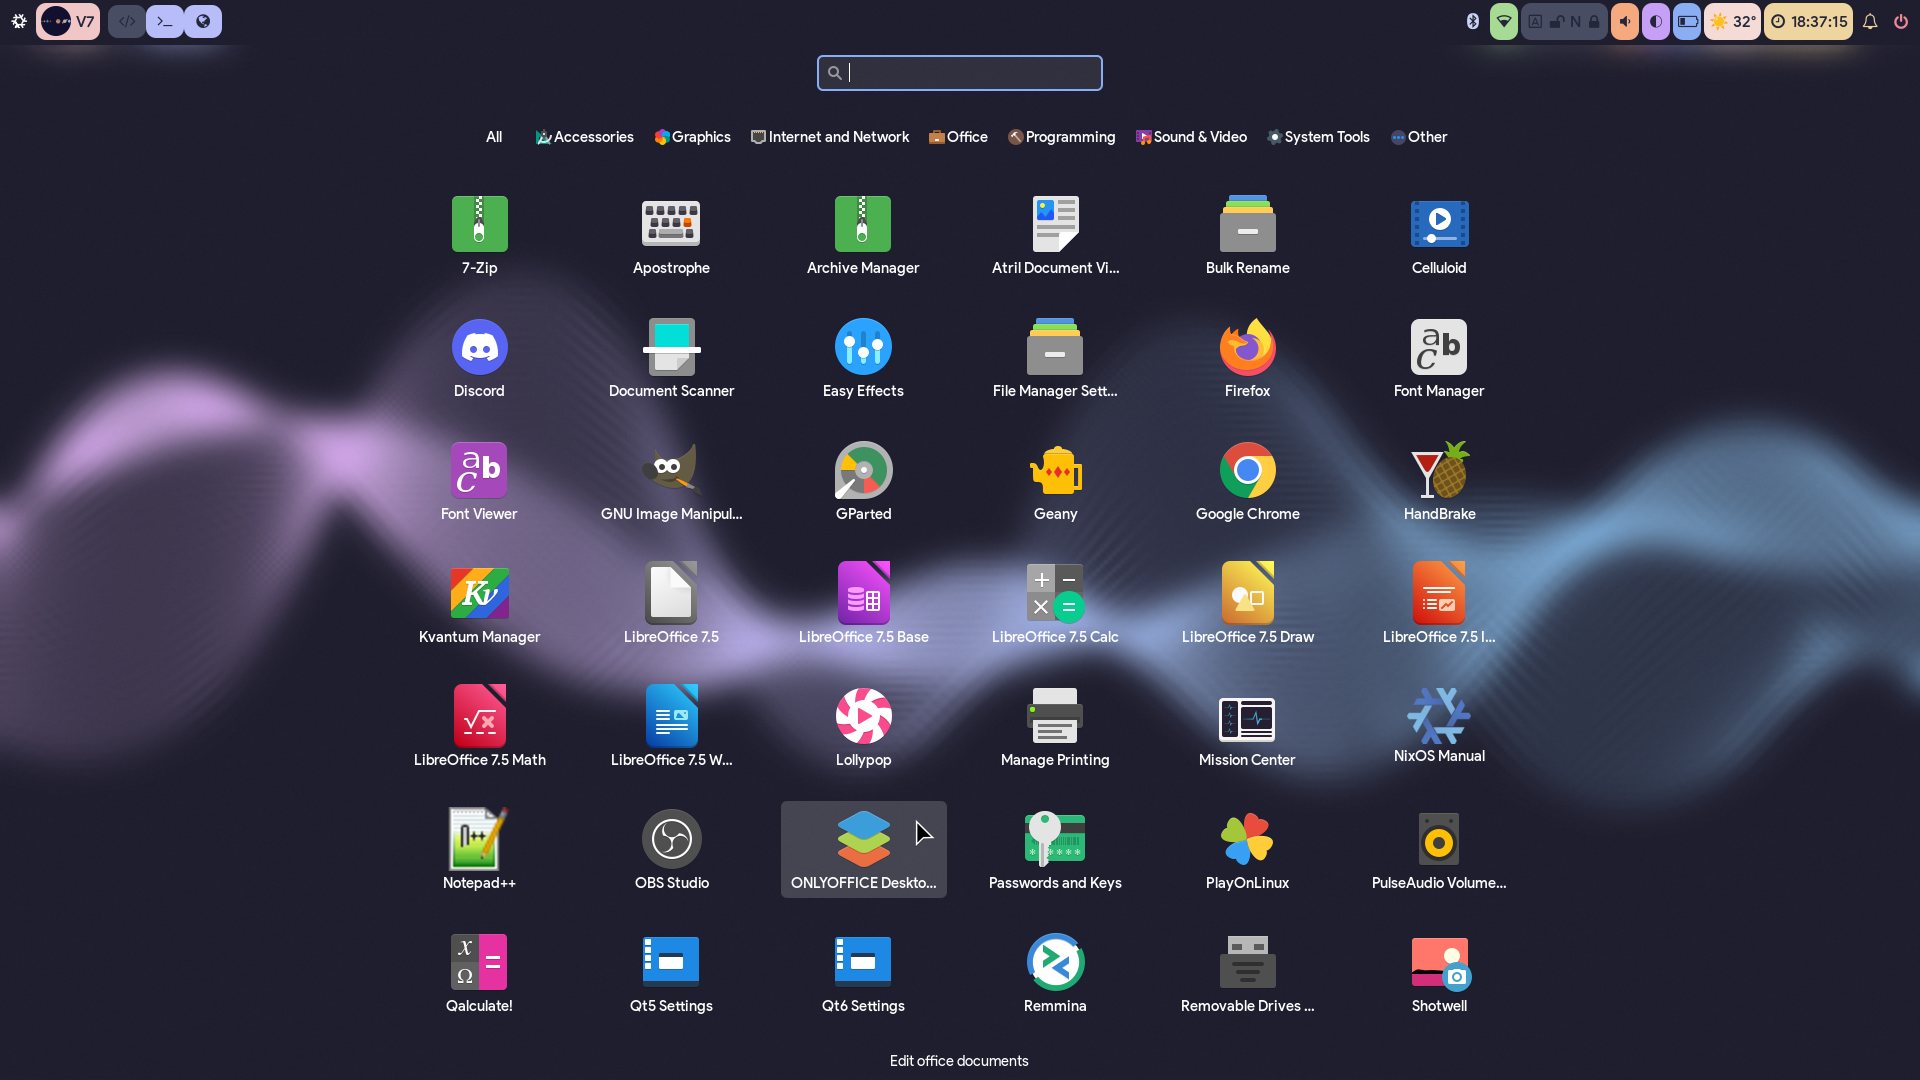 V7
</> >_ A N 32° 18:37:15
All Accessories Graphics Internet and Network Office Programming Sound & Video System Tools Other
7-Zip Apostrophe Archive Manager Atril Document Vi... Bulk Rename Celluloid
Discord Document Scanner Easy Effects File Manager Sett... Firefox Font Manager
Font Viewer GNU Image Manipul... GParted Geany Google Chrome HandBrake
Kvantum Manager LibreOffice 7.5 LibreOffice 7.5 Base LibreOffice 7.5 Calc LibreOffice 7.5 Draw LibreOffice 7.5 I...
LibreOffice 7.5 Math LibreOffice 7.5 W... Lollypop Manage Printing Mission Center NixOS Manual
Notepad++ OBS Studio ONLYOFFICE Deskto... Passwords and Keys PlayOnLinux PulseAudio Volume...
Qalculate! Qt5 Settings Qt6 Settings Remmina Removable Drives ... Shotwell
Edit office documents